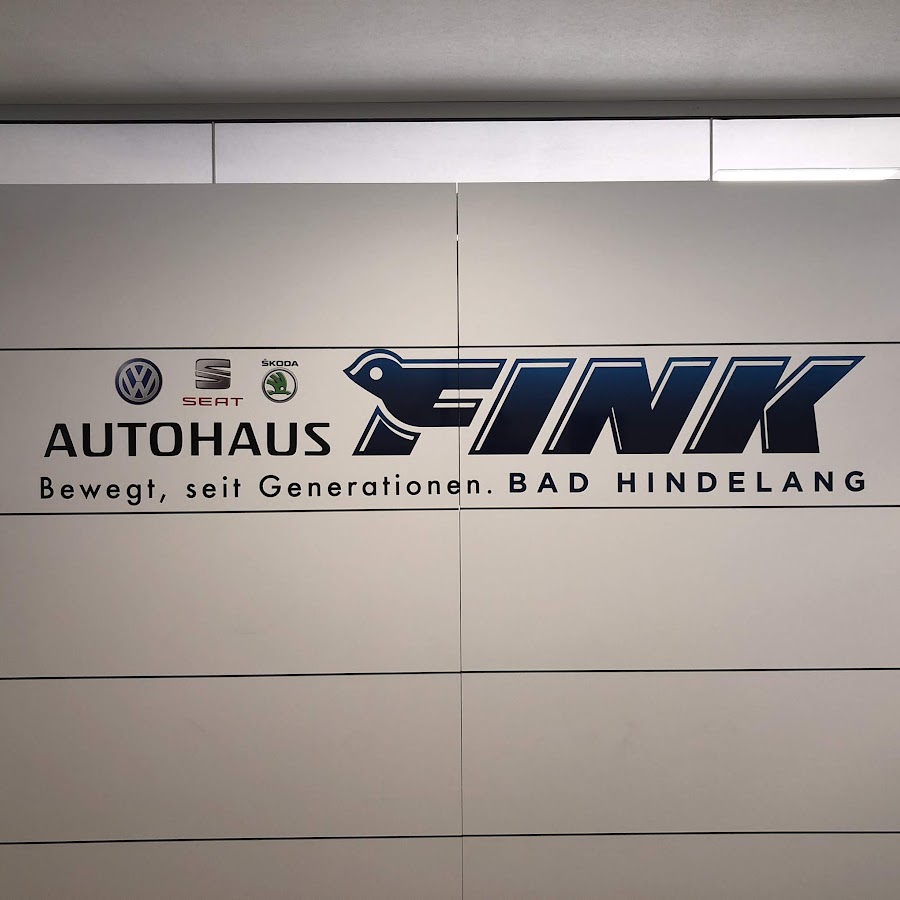 SEAT
ŠKODA
AUTOHAUS FINK
Bewegt, seit Generationen. BAD HINDELANG